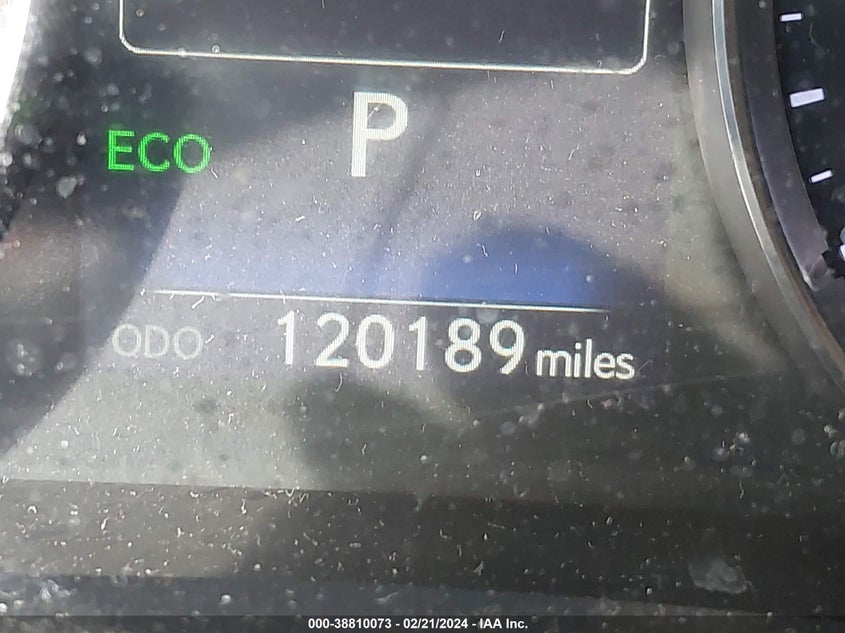 P
ECO
ODO 120189 miles
000-38810073 - 02/21/2024 - IAA Inc.